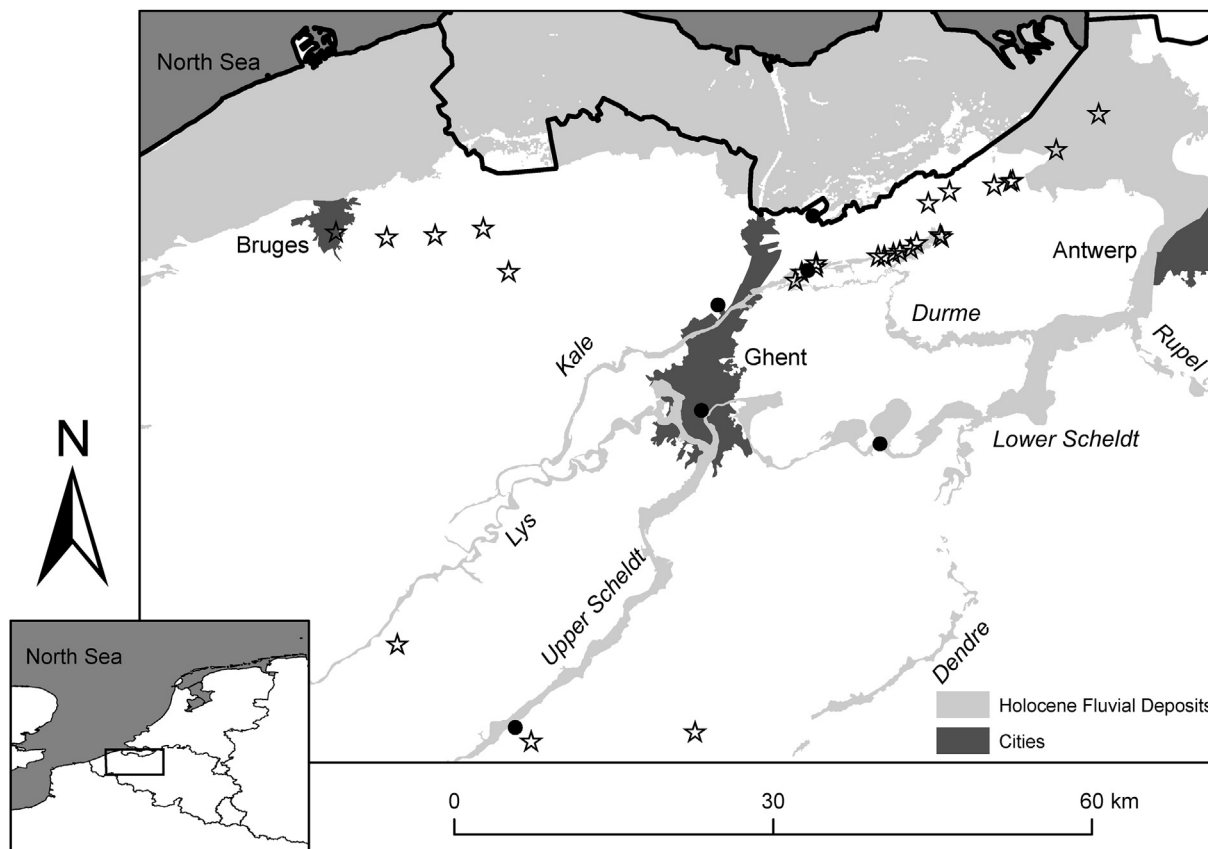 North Sea
Bruges
Antwerp
Durme
Rupel
Kale
Ghent
Lower Scheldt
N
Lys
Upper Scheldt
Dendre
North Sea
Holocene Fluvial Deposits
Cities
0 30 60 km